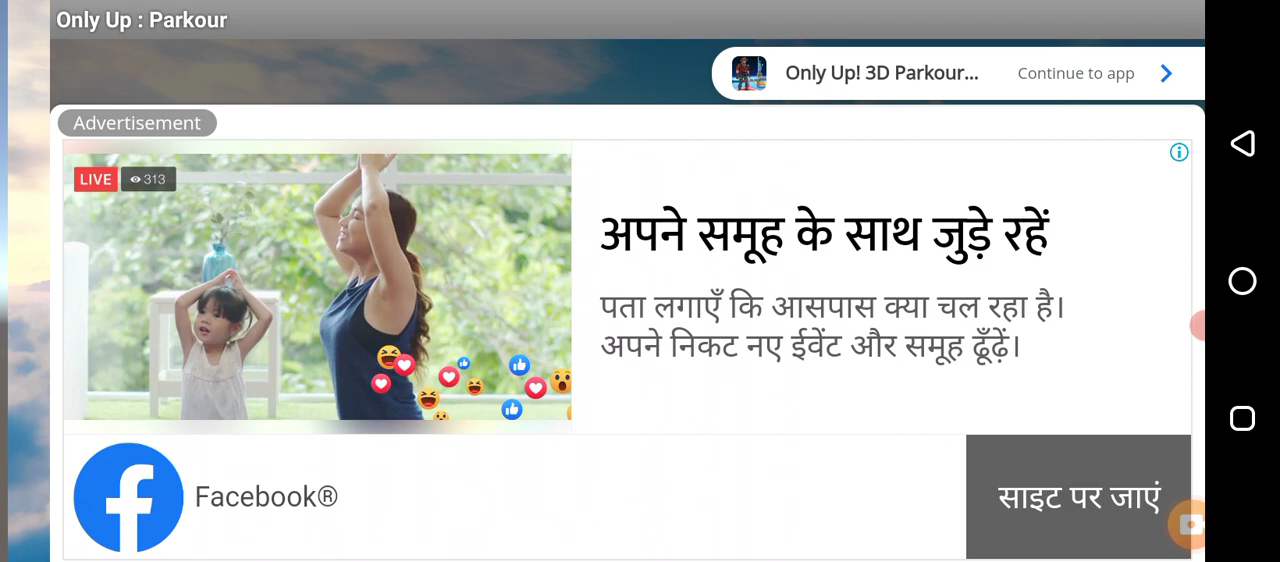 Only Up : Parkour
Only Up! 3D Parkour... Continue to app
Advertisement
LIVE 313
अपने समूह के साथ जुड़े रहें
पता लगाएँ कि आसपास क्या चल रहा है।
अपने निकट नए ईवेंट और समूह ढूँढ़ें।
Facebook®
साइट पर जाएं